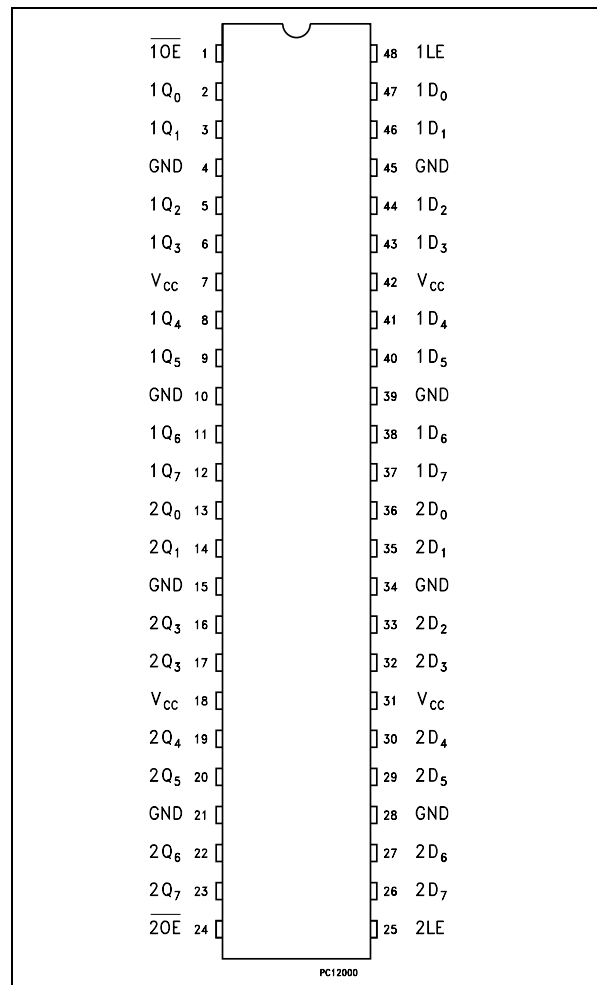 1OE 1 48 1LE
1Q0 2 47 1D0
1Q1 3 46 1D1
GND 4 45 GND
1Q2 5 44 1D2
1Q3 6 43 1D3
VCC 7 42 VCC
1Q4 8 41 1D4
1Q5 9 40 1D5
GND 10 39 GND
1Q6 11 38 1D6
1Q7 12 37 1D7
2Q0 13 36 2D0
2Q1 14 35 2D1
GND 15 34 GND
2Q3 16 33 2D2
2Q3 17 32 2D3
VCC 18 31 VCC
2Q4 19 30 2D4
2Q5 20 29 2D5
GND 21 28 GND
2Q6 22 27 2D6
2Q7 23 26 2D7
2OE 24 25 2LE
PC12000